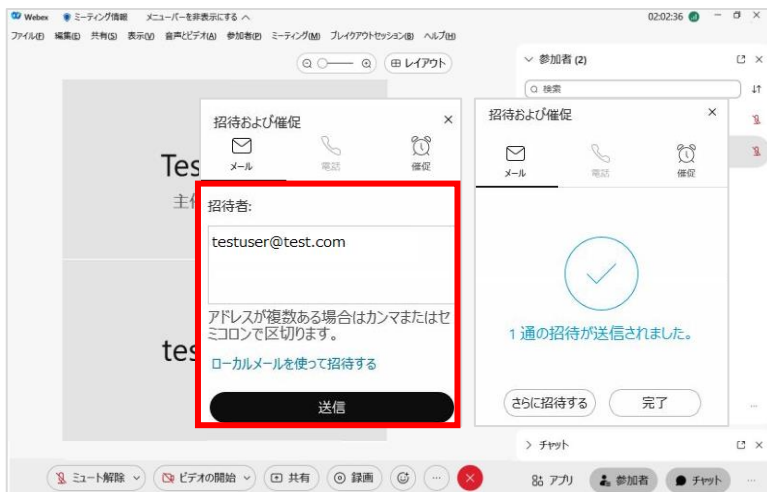 Webex ミーティング情報 メニューバーを非表示にする ヘ 02:02:36
ファイル(F) 編集(E) 共有(S) 表示(V) 音声とビデオ(A) 参加者(P) ミーティング(M) ブレイクアウトセッション(B) ヘルプ(H)
レイアウト
参加者 (2)
検索
招待および催促
メール 電話 催促
招待者:
testuser@test.com
アドレスが複数ある場合はカンマまたはセ
ミコロンで区切ります。
ローカルメールを使って招待する
送信
招待および催促
メール 電話 催促
1 通の招待が送信されました。
さらに招待する 完了
Tes
主催
tes
チャット
ミュート解除 ビデオの開始 共有 録画 アプリ 参加者 チャット